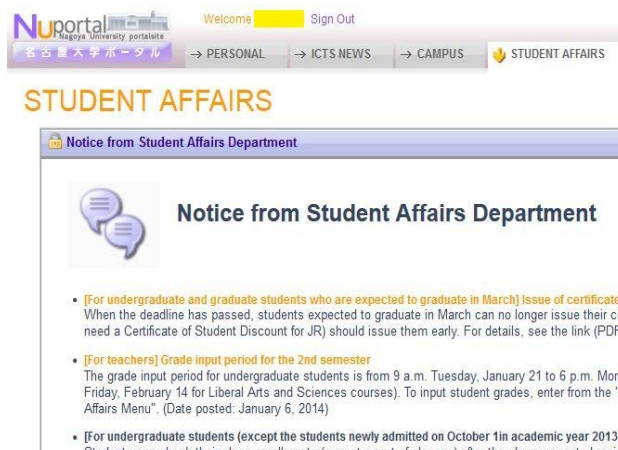 Nuportal
Nagoya University portalsite
名古屋大学ポータル
Welcome
Sign Out
→ PERSONAL
→ ICTS NEWS
→ CAMPUS
STUDENT AFFAIRS
STUDENT AFFAIRS
Notice from Student Affairs Department
Notice from Student Affairs Department
• [For undergraduate and graduate students who are expected to graduate in March] Issue of certificate
When the deadline has passed, students expected to graduate in March can no longer issue their c
need a Certificate of Student Discount for JR) should issue them early. For details, see the link (PDF
• [For teachers] Grade input period for the 2nd semester
The grade input period for undergraduate students is from 9 a.m. Tuesday, January 21 to 6 p.m. Mon
Friday, February 14 for Liberal Arts and Sciences courses). To input student grades, enter from the "
Affairs Menu". (Date posted: January 6, 2014)
• [For undergraduate students (except the students newly admitted on October 1in academic year 2013